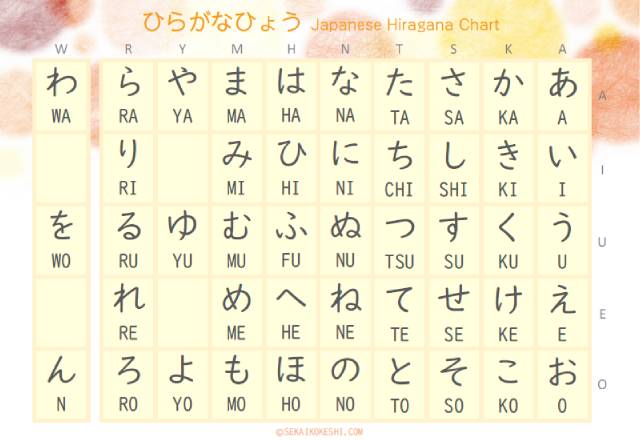 ひらがなひょう Japanese Hiragana Chart
W R Y M H N T S K A
わ ら や ま は な た さ か あ A
WA RA YA MA HA NA TA SA KA A
り み ひ に ち し き い I
RI MI HI NI CHI SHI KI I
を る ゆ む ふ ぬ つ す く う U
WO RU YU MU FU NU TSU SU KU U
れ め へ ね て せ け え E
RE ME HE NE TE SE KE E
ん ろ よ も ほ の と そ こ お O
N RO YO MO HO NO TO SO KO O
©SEKAIKOKESHI.COM